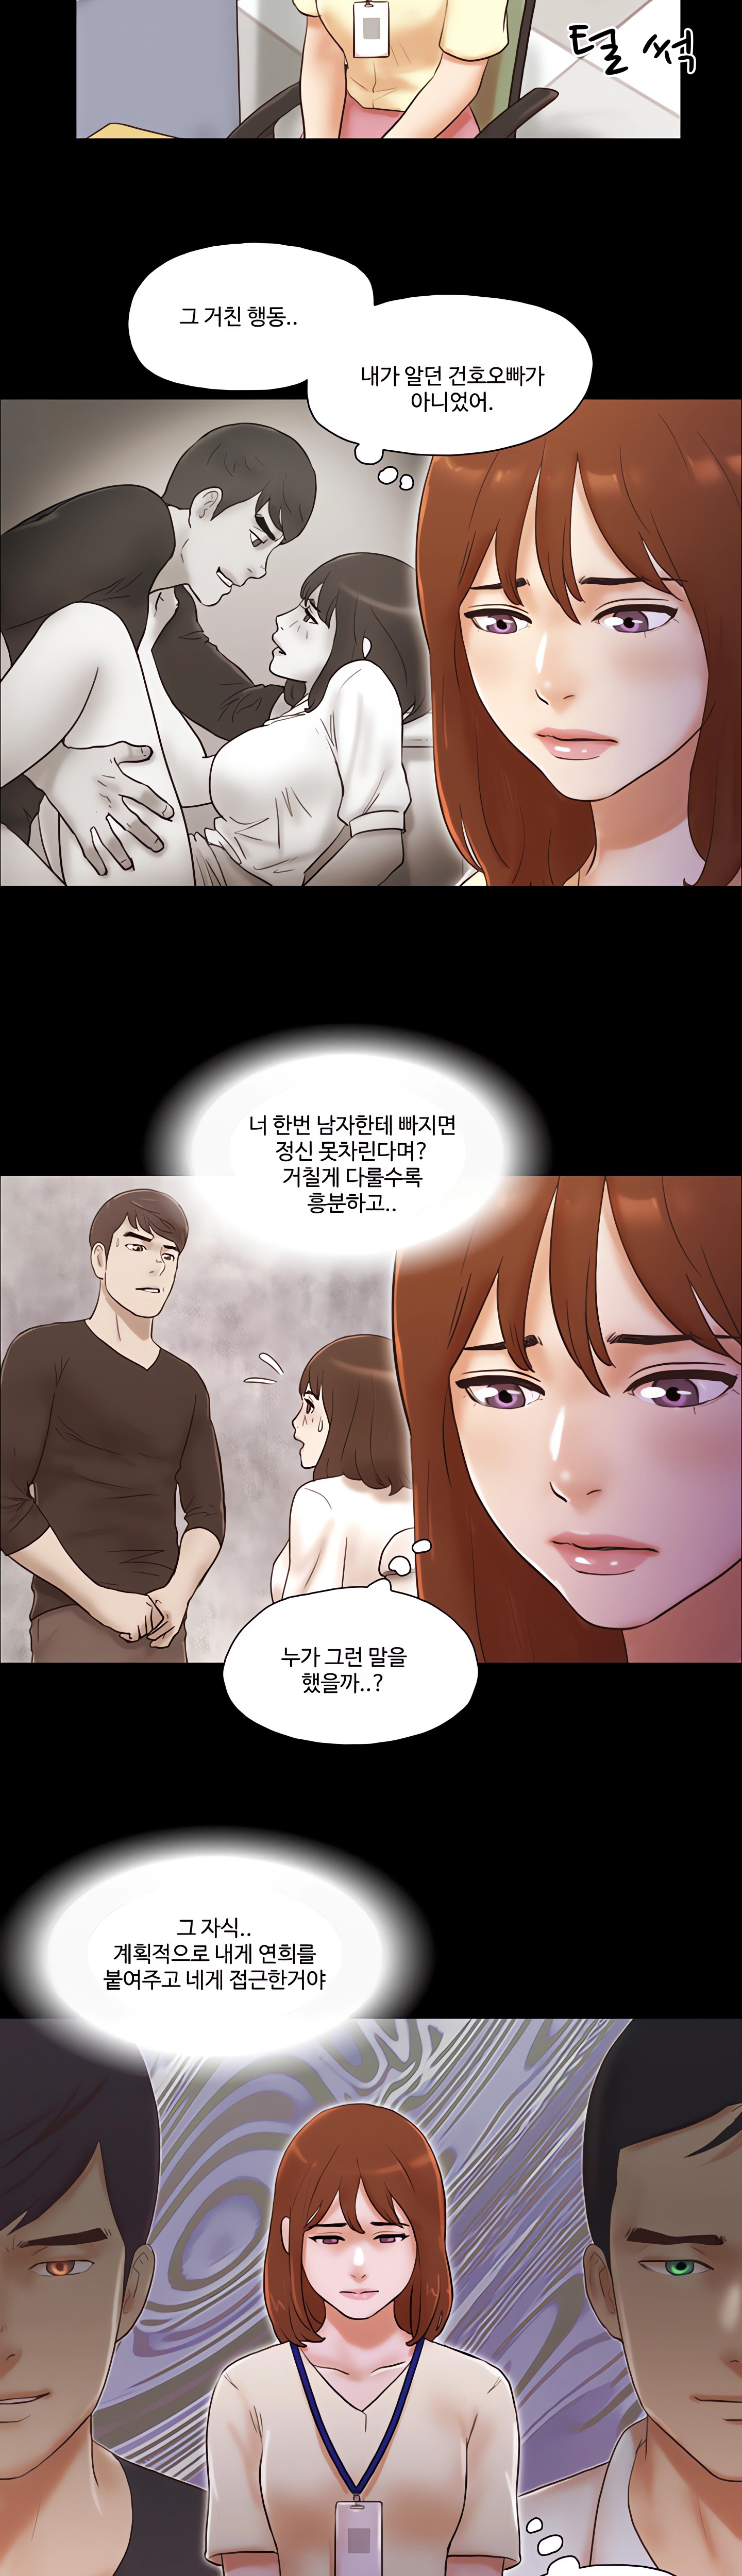 털썩
그 거친 행동..
내가 알던 건호오빠가
아니었어.
너 한번 남자한테 빠지면
정신 못차린다며?
거칠게 다룰수록
흥분하고..
누가 그런 말을
했을까..?
그 자식..
계획적으로 내게 연희를
붙여주고 네게 접근한거야